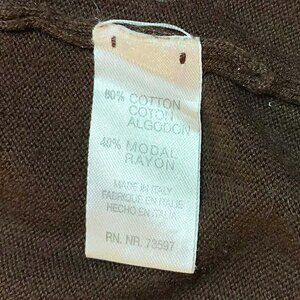 60% COTTON
COTON
ALGODON
40% MODAL
RAYON
MADE IN ITALY
FABRIQUE EN ITALIE
HECHO EN ITALIA
RN. NR. 73597